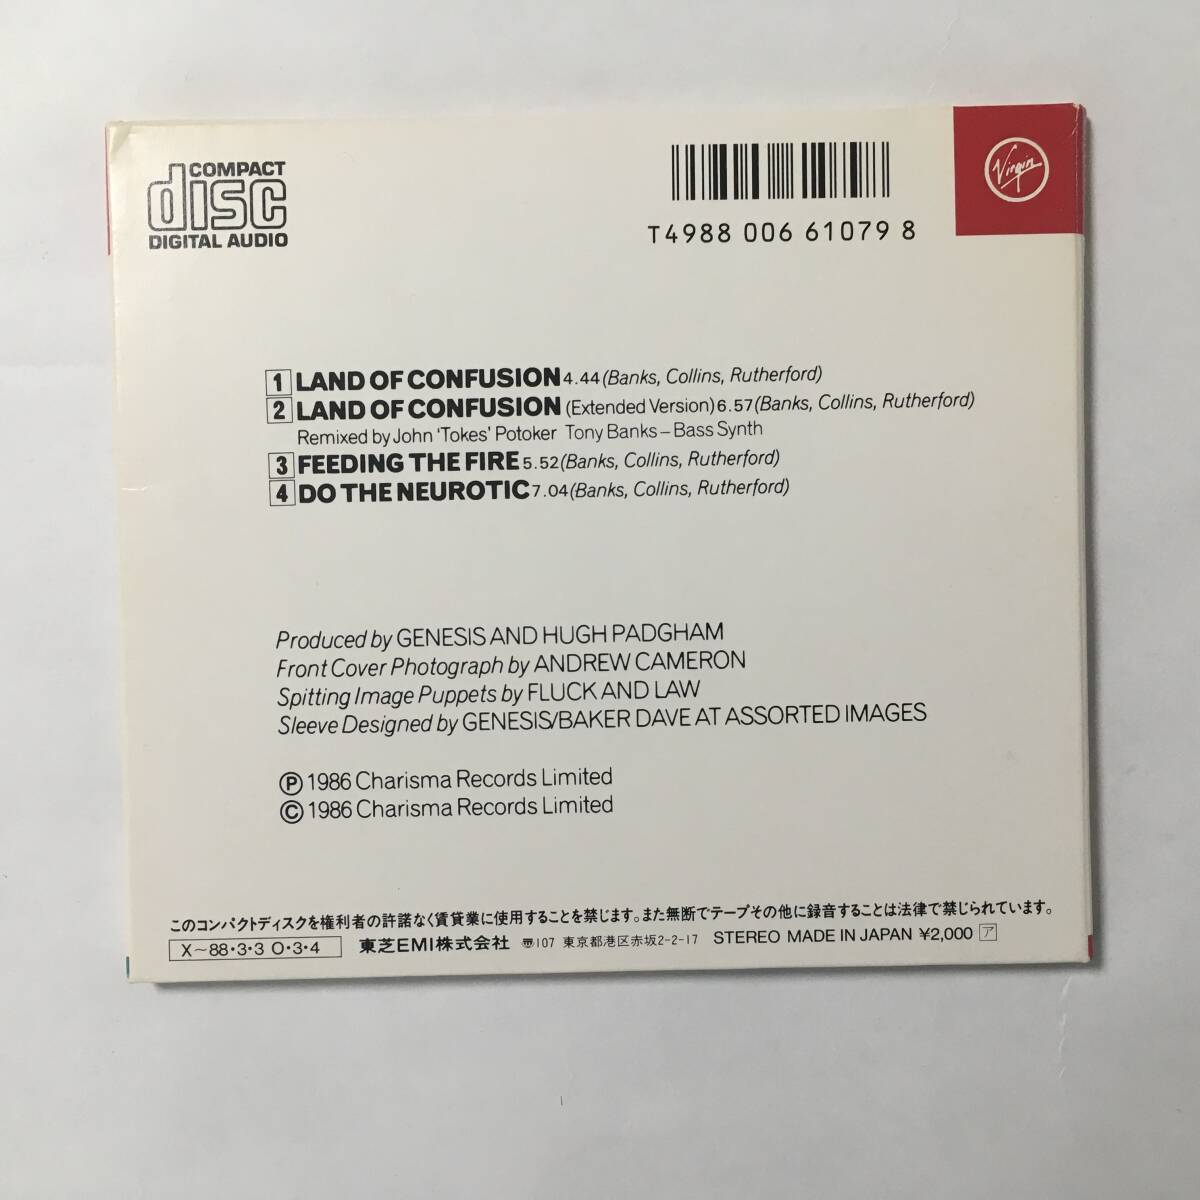 COMPACT
disc
DIGITAL AUDIO
T4988 006 61079 8
Virgin
1 LAND OF CONFUSION 4.44 (Banks, Collins, Rutherford)
2 LAND OF CONFUSION (Extended Version) 6.57 (Banks, Collins, Rutherford)
Remixed by John 'Tokes' Potoker Tony Banks – Bass Synth
3 FEEDING THE FIRE 5.52 (Banks, Collins, Rutherford)
4 DO THE NEUROTIC 7.04 (Banks, Collins, Rutherford)
Produced by GENESIS AND HUGH PADGHAM
Front Cover Photograph by ANDREW CAMERON
Spitting Image Puppets by FLUCK AND LAW
Sleeve Designed by GENESIS/BAKER DAVE AT ASSORTED IMAGES
Ⓟ 1986 Charisma Records Limited
© 1986 Charisma Records Limited
このコンパクトディスクを権利者の許諾なく賃貸業に使用することを禁じます。また無断でテープその他に録音することは法律で禁じられています。
X～88・3・3 O・3・4 東芝EMI株式会社 〠107 東京都港区赤坂2-2-17 STEREO MADE IN JAPAN ¥2,000 ア